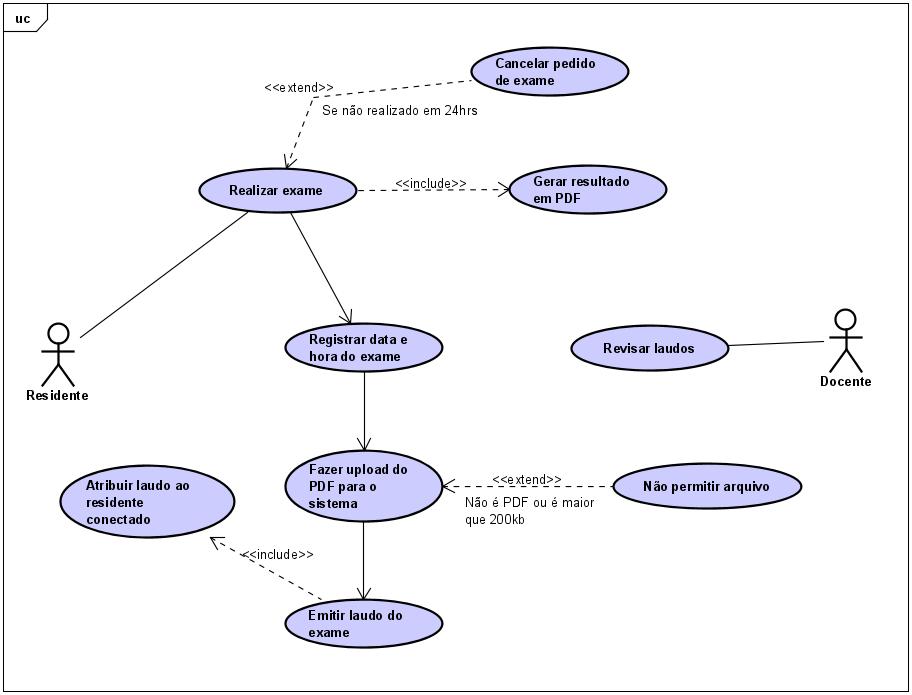 uc
Cancelar pedido
de exame
<<extend>>
Se não realizado em 24hrs
Realizar exame
<<include>>
Gerar resultado
em PDF
Registrar data e
hora do exame
Revisar laudos
Residente
Docente
Fazer upload do
PDF para o
sistema
<<extend>>
Não é PDF ou é maior
que 200kb
Não permitir arquivo
Atribuir laudo ao
residente
conectado
<<include>>
Emitir laudo do
exame